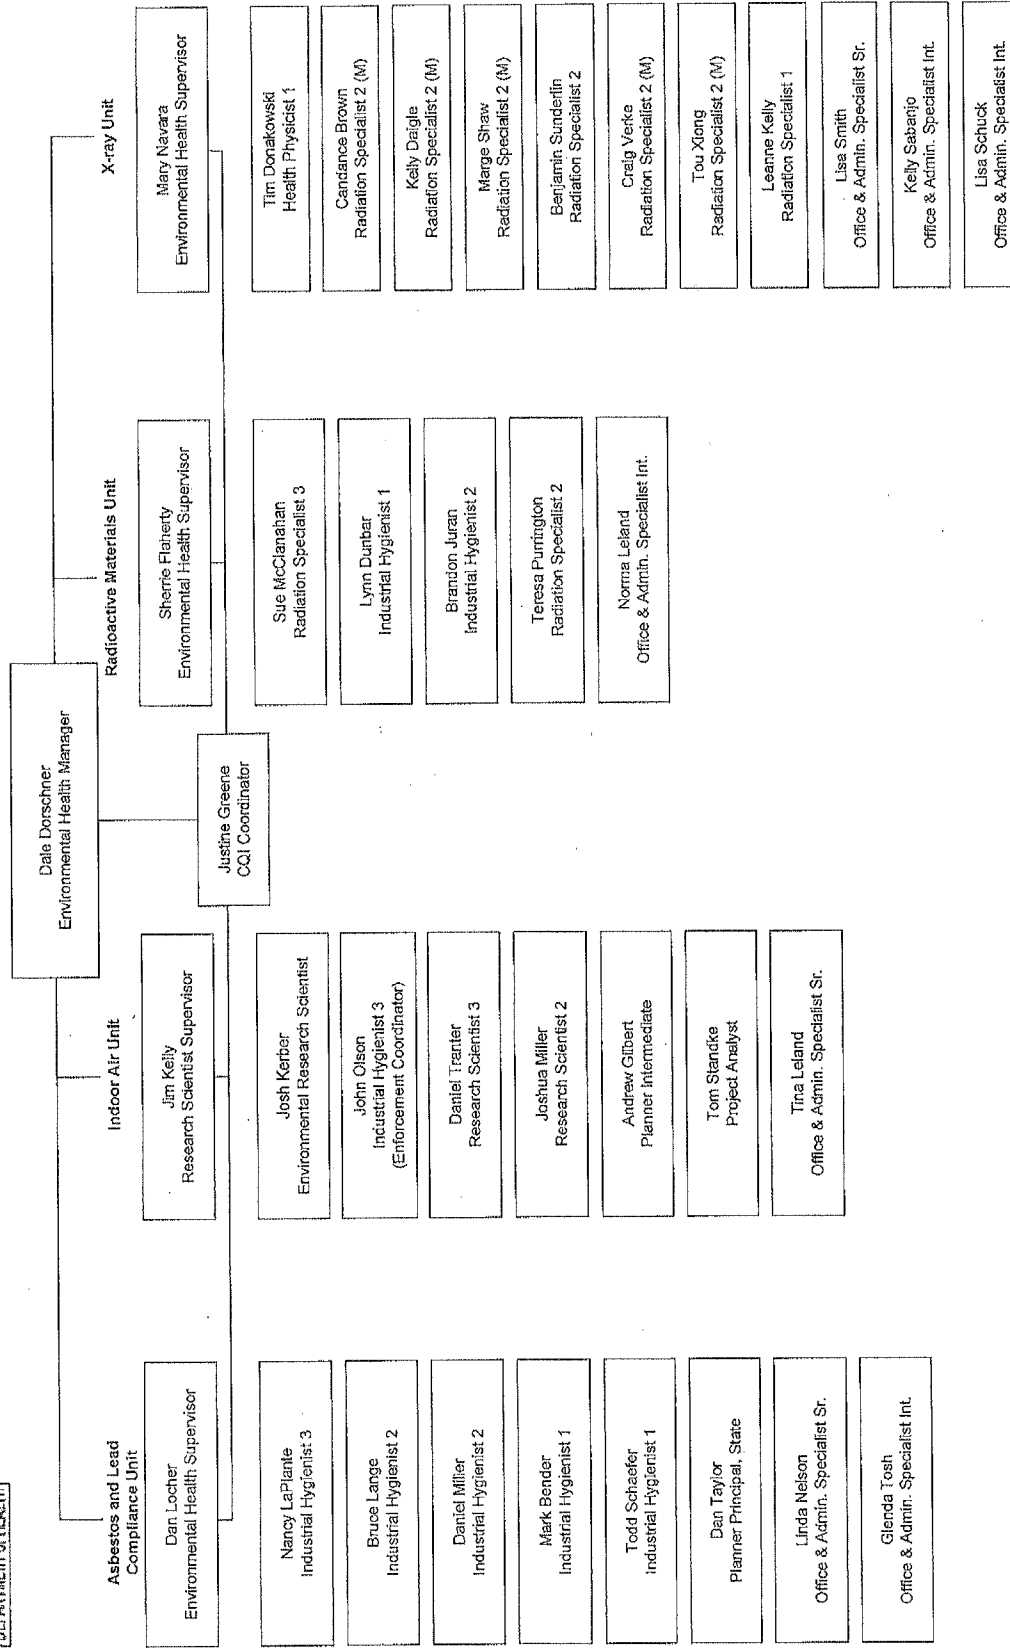 DEPARTMENT OF HEALTH
Dale Dorschner
Environmental Health Manager
Justine Greene
CQI Coordinator
Asbestos and Lead
Compliance Unit
Dan Locher
Environmental Health Supervisor
Nancy LaPlante
Industrial Hygienist 3
Bruce Lange
Industrial Hygienist 2
Daniel Miller
Industrial Hygienist 2
Mark Bender
Industrial Hygienist 1
Todd Schaefer
Industrial Hygienist 1
Dan Taylor
Planner Principal, State
Linda Nelson
Office & Admin. Specialist Sr.
Glenda Tosh
Office & Admin. Specialist Int.
Indoor Air Unit
Jim Kelly
Research Scientist Supervisor
Josh Kerber
Environmental Research Scientist
John Olson
Industrial Hygienist 3
(Enforcement Coordinator)
Daniel Tranter
Research Scientist 3
Joshua Miller
Research Scientist 2
Andrew Gilbert
Planner Intermediate
Tom Standke
Project Analyst
Tina Leland
Office & Admin. Specialist Sr.
Radioactive Materials Unit
Sherrie Flaherty
Environmental Health Supervisor
Sue McClanahan
Radiation Specialist 3
Lynn Dunbar
Industrial Hygienist 1
Brandon Juran
Industrial Hygienist 2
Teresa Purrington
Radiation Specialist 2
Norma Leland
Office & Admin. Specialist Int.
X-ray Unit
Mary Navara
Environmental Health Supervisor
Tim Donakowski
Health Physicist 1
Candance Brown
Radiation Specialist 2 (M)
Kelly Daigle
Radiation Specialist 2 (M)
Marge Shaw
Radiation Specialist 2 (M)
Benjamin Sunderlin
Radiation Specialist 2
Craig Verke
Radiation Specialist 2 (M)
Tou Xiong
Radiation Specialist 2 (M)
Leanne Kelly
Radiation Specialist 1
Lisa Smith
Office & Admin. Specialist Sr.
Kelly Sabanjo
Office & Admin. Specialist Int.
Lisa Schuck
Office & Admin. Specialist Int.